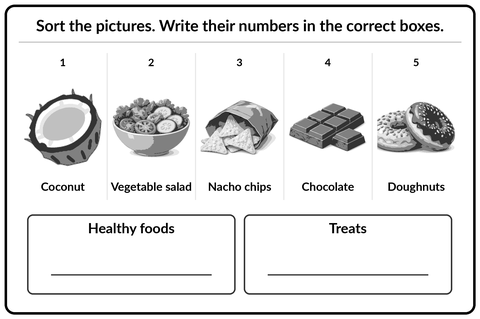 Sort the pictures. Write their numbers in the correct boxes.
1 2 3 4 5
Coconut Vegetable salad Nacho chips Chocolate Doughnuts
Healthy foods Treats